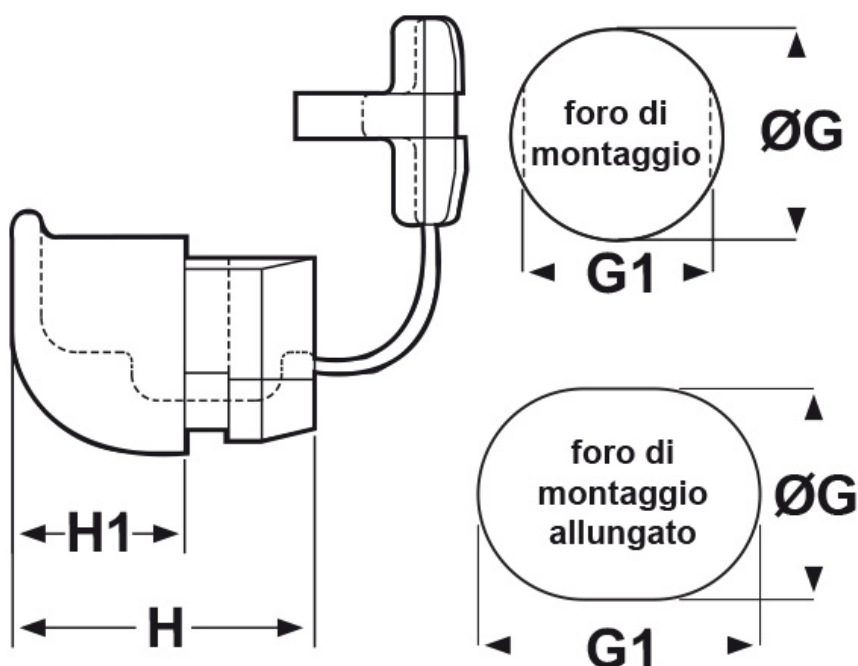 foro di
montaggio
ØG
G1
H1
H
foro di
montaggio
allungato
ØG
G1